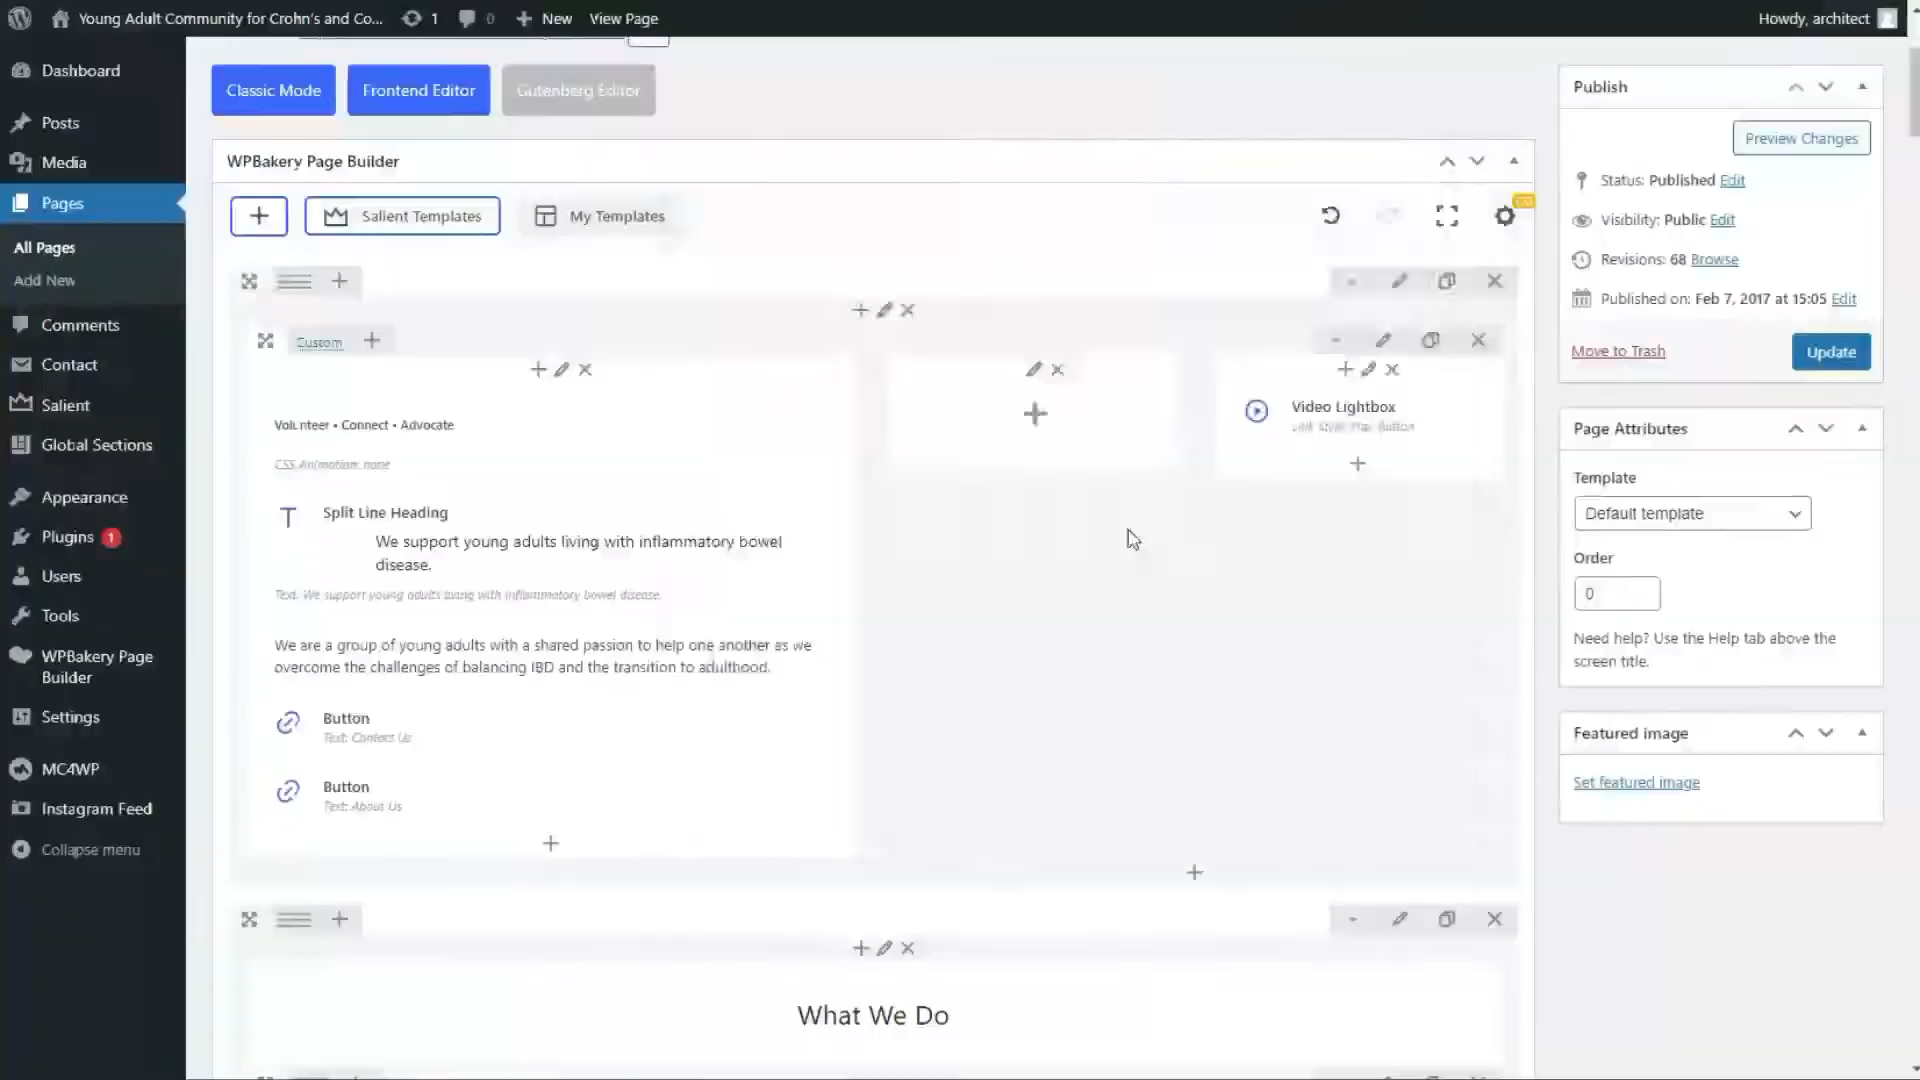 Young Adult Community for Crohn's and Co...
1
0
New
View Page
Howdy, architect
Dashboard
Posts
Media
Pages
All Pages
Add New
Comments
Contact
Salient
Global Sections
Appearance
Plugins 1
Users
Tools
WPBakery Page
Builder
Settings
MC4WP
Instagram Feed
Collapse menu
Classic Mode
Frontend Editor
Gutenberg Editor
WPBakery Page Builder
Salient Templates
My Templates
Custom
Volunteer • Connect • Advocate
CSS Animation: none
Split Line Heading
We support young adults living with inflammatory bowel
disease.
Text: We support young adults living with inflammatory bowel disease.
We are a group of young adults with a shared passion to help one another as we
overcome the challenges of balancing IBD and the transition to adulthood.
Button
Text: Contact Us
Button
Text: About Us
Video Lightbox
Link Style: Play Button
What We Do
Publish
Preview Changes
Status: Published Edit
Visibility: Public Edit
Revisions: 68 Browse
Published on: Feb 7, 2017 at 15:05 Edit
Move to Trash
Update
Page Attributes
Template
Default template
Order
0
Need help? Use the Help tab above the
screen title.
Featured image
Set featured image